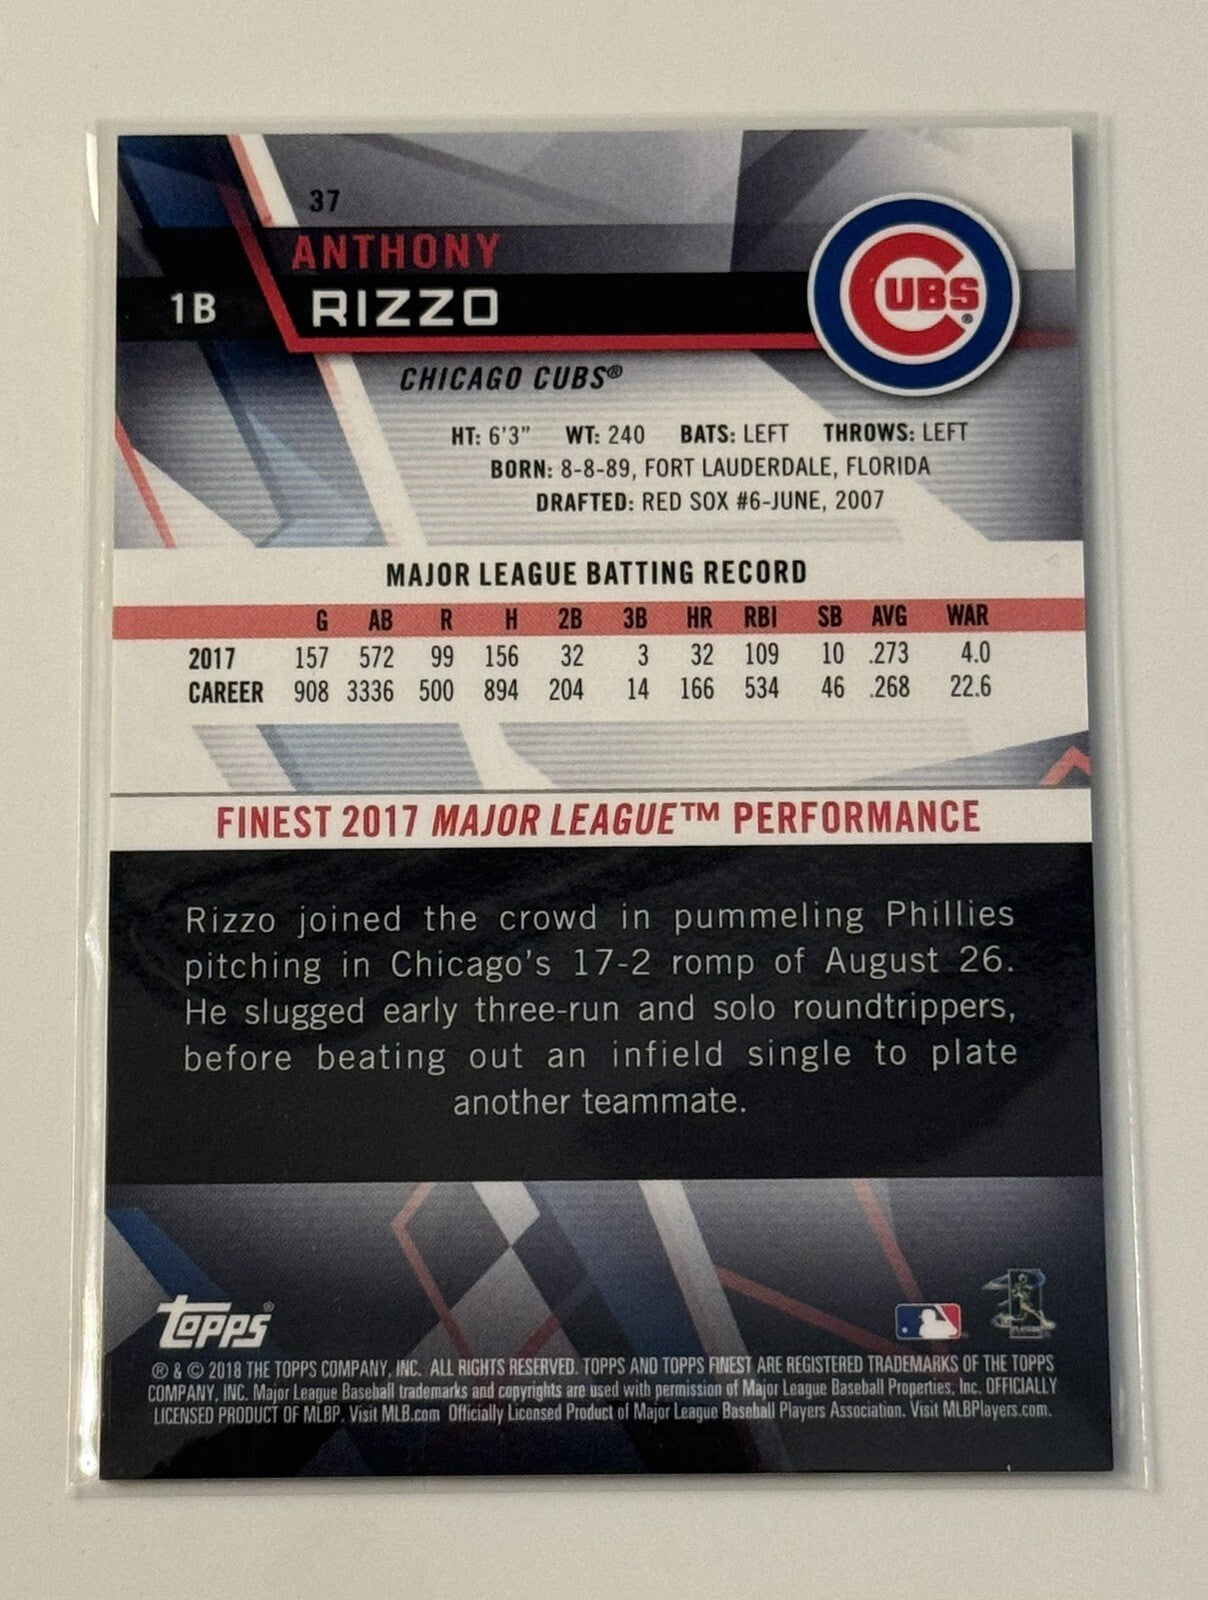 37
ANTHONY
1B RIZZO
CUBS®
CHICAGO CUBS®
HT: 6'3" WT: 240 BATS: LEFT THROWS: LEFT
BORN: 8-8-89, FORT LAUDERDALE, FLORIDA
DRAFTED: RED SOX #6-JUNE, 2007
MAJOR LEAGUE BATTING RECORD
G AB R H 2B 3B HR RBI SB AVG WAR
2017 157 572 99 156 32 3 32 109 10 .273 4.0
CAREER 908 3336 500 894 204 14 166 534 46 .268 22.6
FINEST 2017 MAJOR LEAGUE™ PERFORMANCE
Rizzo joined the crowd in pummeling Phillies
pitching in Chicago's 17-2 romp of August 26.
He slugged early three-run and solo roundtrippers,
before beating out an infield single to plate
another teammate.
Topps®
® & © 2018 THE TOPPS COMPANY, INC. ALL RIGHTS RESERVED. TOPPS AND TOPPS FINEST ARE REGISTERED TRADEMARKS OF THE TOPPS
COMPANY, INC. Major League Baseball trademarks and copyrights are used with permission of Major League Baseball Properties, Inc. OFFICIALLY
LICENSED PRODUCT OF MLBP. Visit MLB.com Officially Licensed Product of Major League Baseball Players Association. Visit MLBPlayers.com.